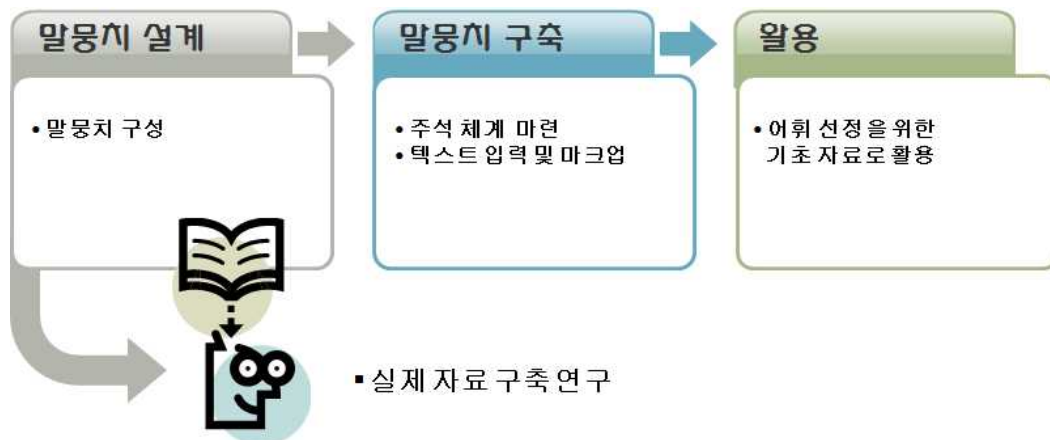 말뭉치 설계
말뭉치 구축
활용
• 말뭉치 구성
• 주석 체계 마련
• 텍스트 입력 및 마크업
• 어휘 선정을 위한
기초 자료로 활용
▪ 실제 자료 구축 연구